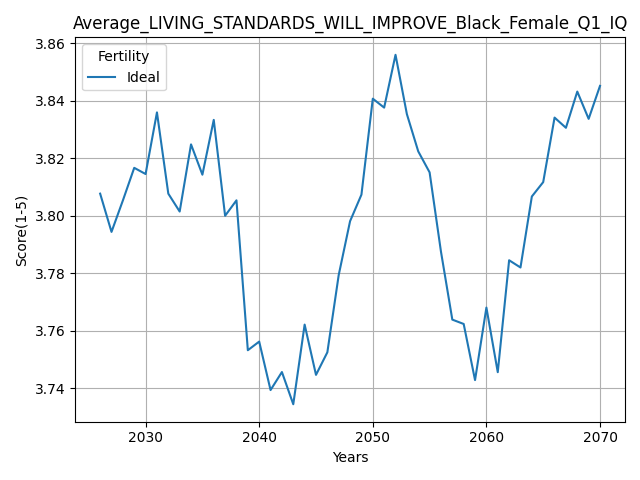 Average_LIVING_STANDARDS_WILL_IMPROVE_Black_Female_Q1_IQ
Fertility
Ideal
Score(1-5)
3.86
3.84
3.82
3.80
3.78
3.76
3.74
2030 2040 2050 2060 2070
Years